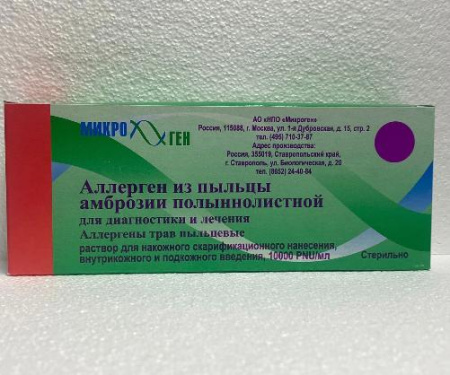 МИКРО ГЕН
АО «НПО «Микроген»
Россия, 115088, г. Москва, ул. 1-я Дубровская, д. 15, стр. 2
тел. (495) 710-37-87
Адрес производства:
Россия, 355019, Ставропольский край,
г. Ставрополь, ул. Биологическая, д. 20
тел. (8652) 24-40-84
Аллерген из пыльцы
амброзии полыннолистной
для диагностики и лечения
Аллергены трав пыльцевые
раствор для накожного скарификационного нанесения,
внутрикожного и подкожного введения, 10000 PNU/мл
Стерильно